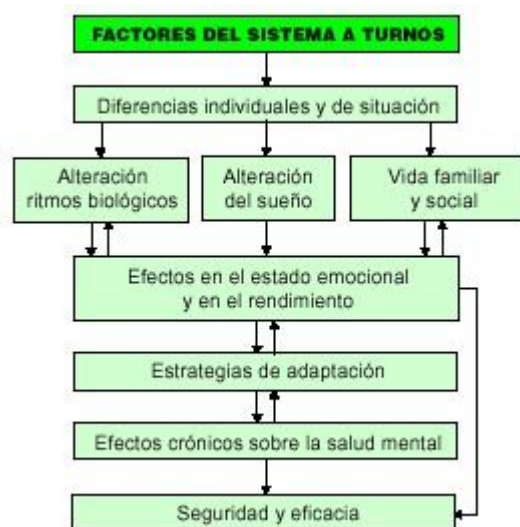 FACTORES DEL SISTEMA A TURNOS
Diferencias individuales y de situación
Alteración
ritmos biológicos
Alteración
del sueño
Vida familiar
y social
Efectos en el estado emocional
y en el rendimiento
Estrategias de adaptación
Efectos crónicos sobre la salud mental
Seguridad y eficacia